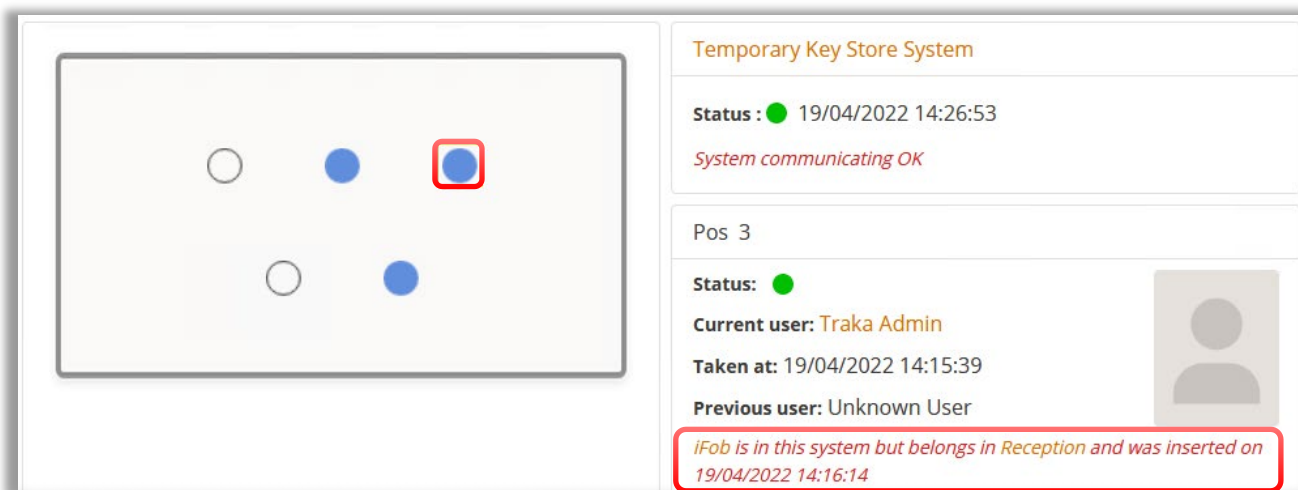 Temporary Key Store System
Status : 19/04/2022 14:26:53
System communicating OK
Pos 3
Status:
Current user: Traka Admin
Taken at: 19/04/2022 14:15:39
Previous user: Unknown User
iFob is in this system but belongs in Reception and was inserted on
19/04/2022 14:16:14